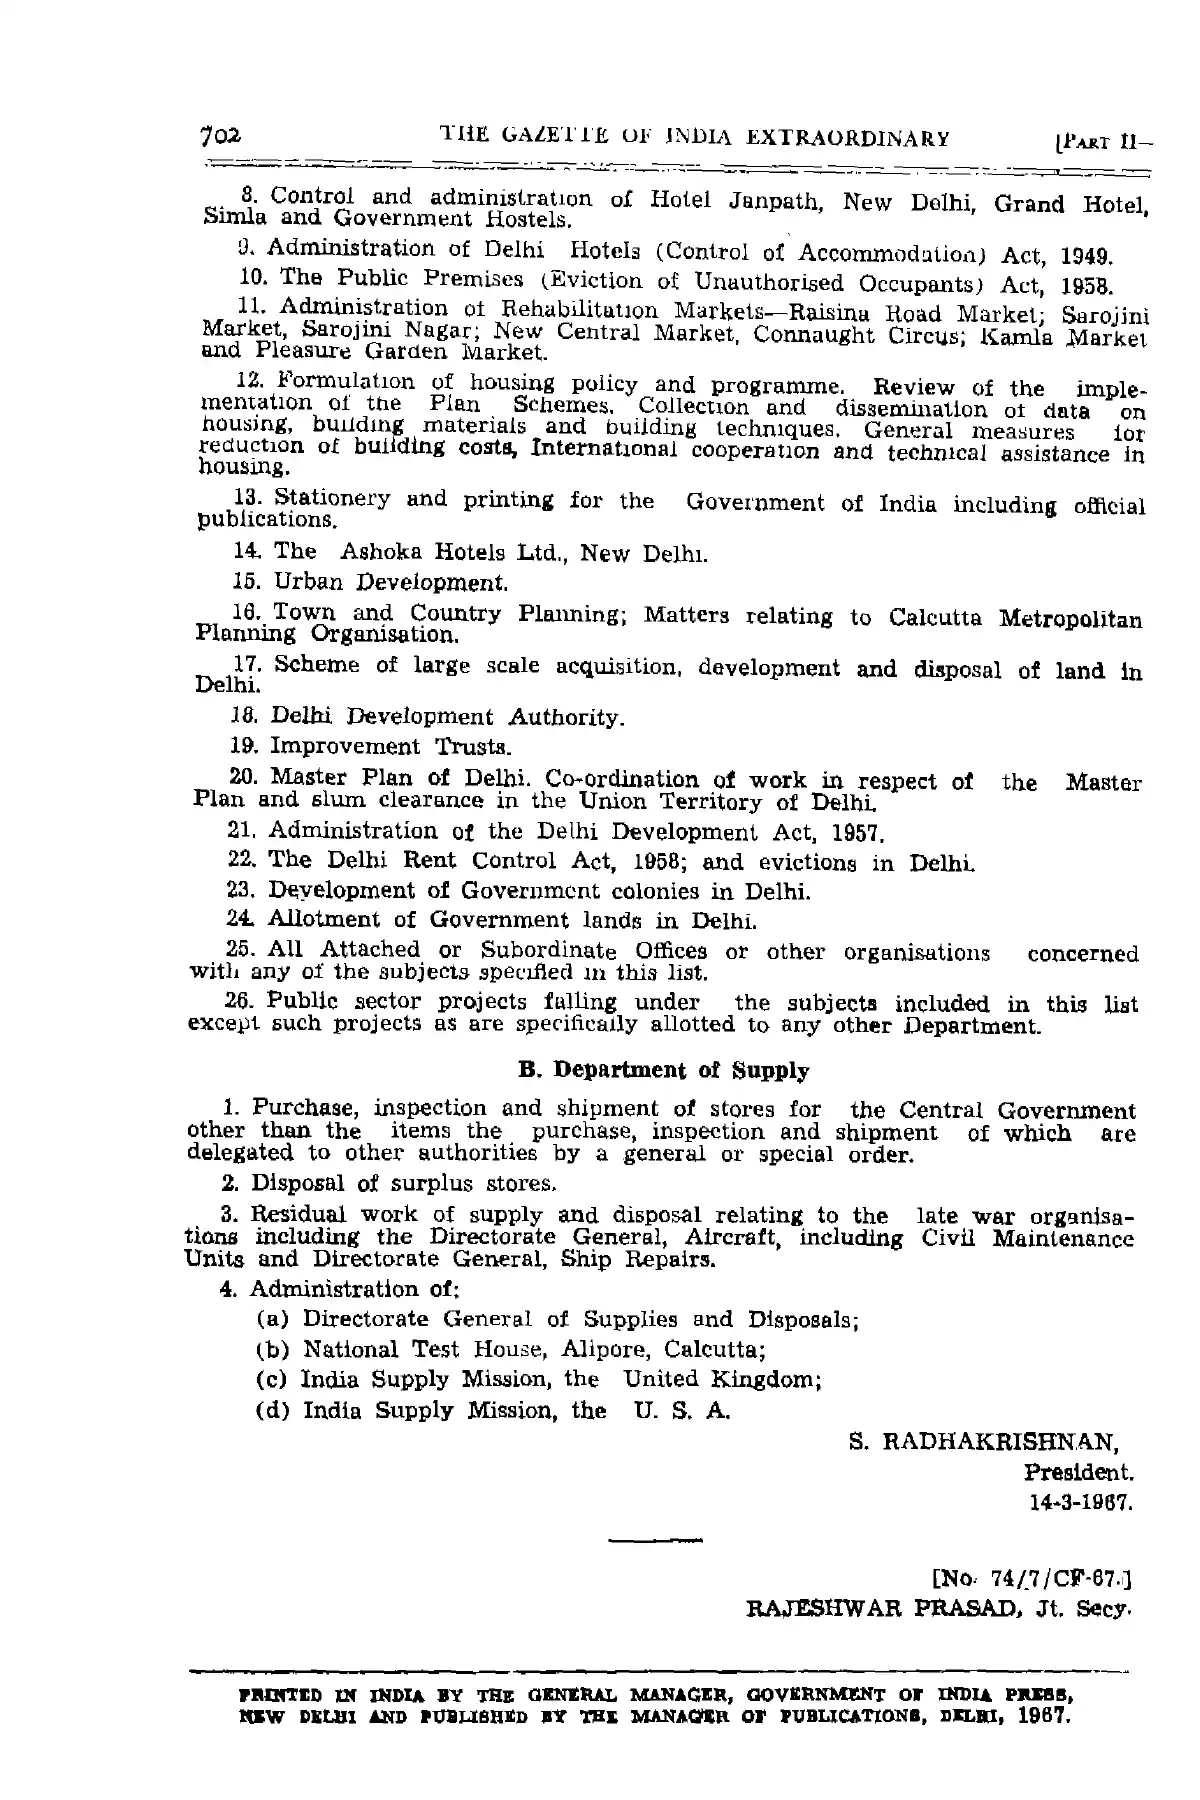 702 THE GAZETTE OF INDIA EXTRAORDINARY [PART II—
8. Control and administration of Hotel Janpath, New Delhi, Grand Hotel,
Simla and Government Hostels.
9. Administration of Delhi Hotels (Control of Accommodation) Act, 1949.
10. The Public Premises (Eviction of Unauthorised Occupants) Act, 1958.
11. Administration of Rehabilitation Markets—Raisina Road Market; Sarojini
Market, Sarojini Nagar; New Central Market, Connaught Circus; Kamla Market
and Pleasure Garden Market.
12. Formulation of housing policy and programme. Review of the imple-
mentation of the Plan Schemes. Collection and dissemination of data on
housing, building materials and building techniques. General measures for
reduction of building costs, International cooperation and technical assistance in
housing.
13. Stationery and printing for the Government of India including official
publications.
14. The Ashoka Hotels Ltd., New Delhi.
15. Urban Development.
16. Town and Country Planning; Matters relating to Calcutta Metropolitan
Planning Organisation.
17. Scheme of large scale acquisition, development and disposal of land in
Delhi.
18. Delhi Development Authority.
19. Improvement Trusts.
20. Master Plan of Delhi. Co-ordination of work in respect of the Master
Plan and slum clearance in the Union Territory of Delhi.
21. Administration of the Delhi Development Act, 1957.
22. The Delhi Rent Control Act, 1958; and evictions in Delhi.
23. Development of Government colonies in Delhi.
24. Allotment of Government lands in Delhi.
25. All Attached or Subordinate Offices or other organisations concerned
with any of the subjects specified in this list.
26. Public sector projects falling under the subjects included in this list
except such projects as are specifically allotted to any other Department.
B. Department of Supply
1. Purchase, inspection and shipment of stores for the Central Government
other than the items the purchase, inspection and shipment of which are
delegated to other authorities by a general or special order.
2. Disposal of surplus stores.
3. Residual work of supply and disposal relating to the late war organisa-
tions including the Directorate General, Aircraft, including Civil Maintenance
Units and Directorate General, Ship Repairs.
4. Administration of:
(a) Directorate General of Supplies and Disposals;
(b) National Test House, Alipore, Calcutta;
(c) India Supply Mission, the United Kingdom;
(d) India Supply Mission, the U. S. A.
S. RADHAKRISHNAN,
President.
14-3-1967.
[No. 74/7/CF-67.]
RAJESHWAR PRASAD, Jt. Secy.
PRINTED IN INDIA BY THE GENERAL MANAGER, GOVERNMENT OF INDIA PRESS,
NEW DELHI AND PUBLISHED BY THE MANAGER OF PUBLICATIONS, DELHI, 1967.